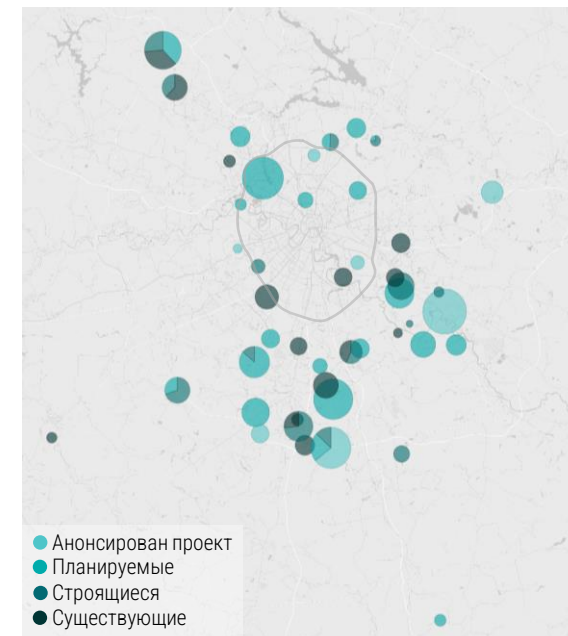 Анонсирован проект
Планируемые
Строящиеся
Существующие